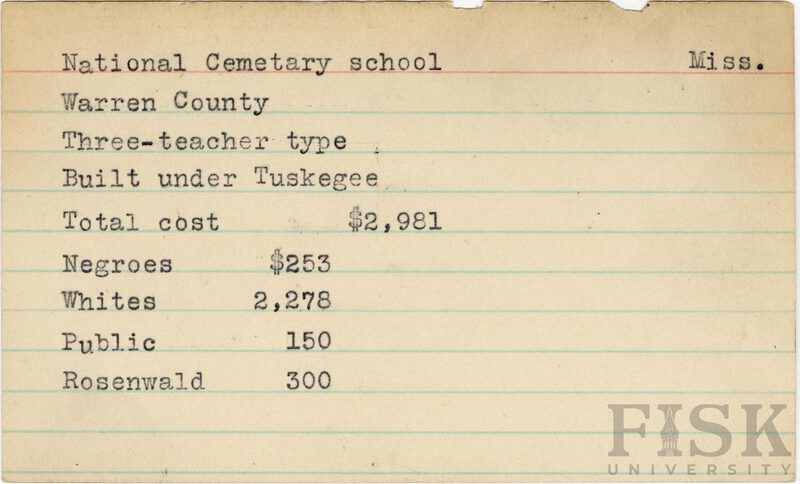 National Cemetary school Miss.
Warren County
Three-teacher type
Built under Tuskegee
Total cost $2,981
Negroes $253
Whites 2,278
Public 150
Rosenwald 300
FISK
UNIVERSITY